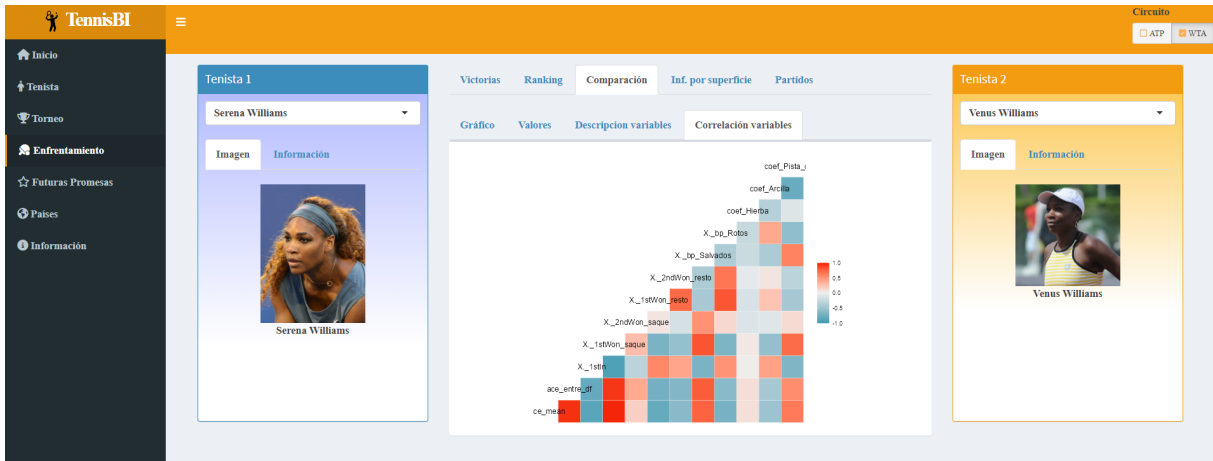 TennisBI
Circuito
ATP WTA
Inicio
Tenista
Torneo
Enfrentamiento
Futuras Promesas
Países
Información
Tenista 1
Serena Williams
Imagen Información
Serena Williams
Victorias Ranking Comparación Inf. por superficie Partidos
Gráfico Valores Descripcion variables Correlación variables
coef_Pista_
coef_Arcilla
coef_Hierba
X._bp_Rotos
X._bp_Salvados
X._2ndWon_resto
X._1stWon_resto
X._2ndWon_saque
X._1stWon_saque
X._1stIn
ace_entre_df
ce_mean
1.0
0.5
0.0
-0.5
-1.0
Tenista 2
Venus Williams
Imagen Información
Venus Williams